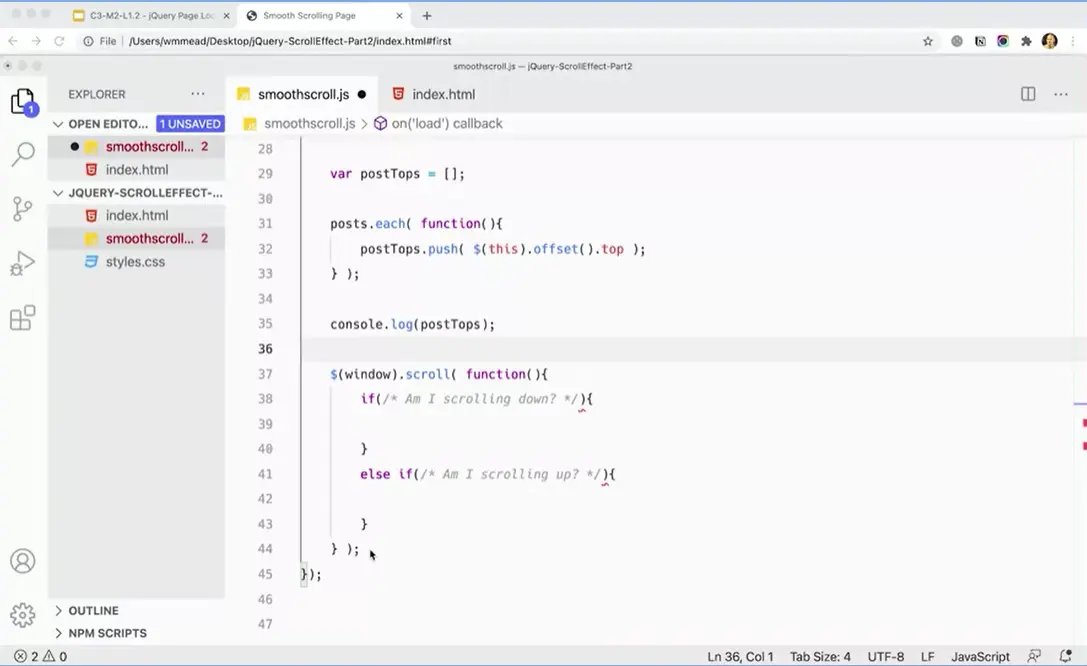 C3-M2-L1.2 - jQuery Page Loa
Smooth Scrolling Page
File | /Users/wmmead/Desktop/jQuery-ScrollEffect-Part2/index.html#first
smoothscroll.js — jQuery-ScrollEffect-Part2
EXPLORER
smoothscroll.js
index.html
OPEN EDITO... 1 UNSAVED
smoothscroll.js > on('load') callback
smoothscroll... 2
index.html
JQUERY-SCROLLEFFECT-...
index.html
smoothscroll... 2
styles.css
28
29 var postTops = [];
30
31 posts.each( function(){
32 postTops.push( $(this).offset().top );
33 } );
34
35 console.log(postTops);
36
37 $(window).scroll( function(){
38 if(/* Am I scrolling down? */){
39
40 }
41 else if(/* Am I scrolling up? */){
42
43 }
44 } );
45 });
46
47
1
OUTLINE
NPM SCRIPTS
2 0
Ln 36, Col 1 Tab Size: 4 UTF-8 LF JavaScript